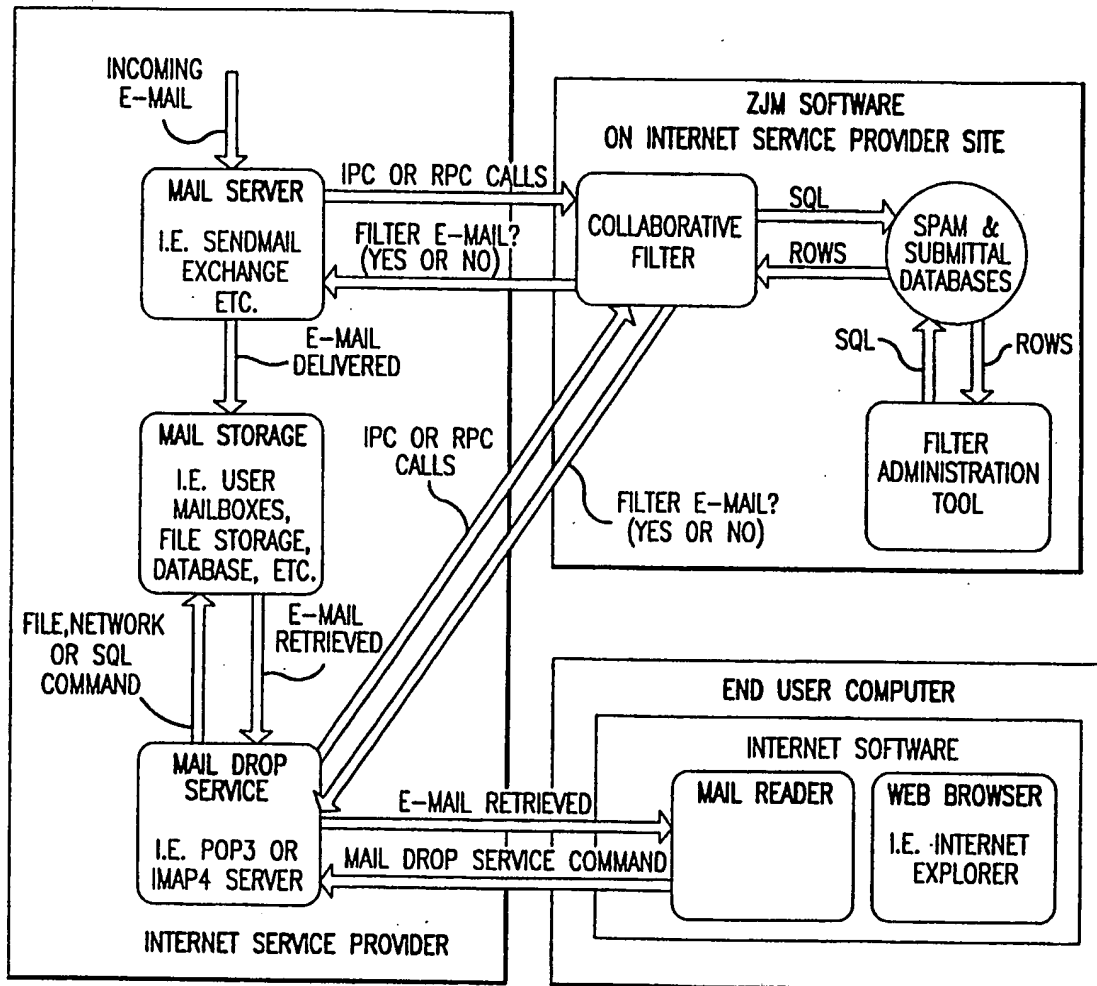 INCOMING
E-MAIL
MAIL SERVER
I.E. SENDMAIL
EXCHANGE
ETC.
IPC OR RPC CALLS
FILTER E-MAIL?
(YES OR NO)
E-MAIL
DELIVERED
MAIL STORAGE
I.E. USER
MAILBOXES,
FILE STORAGE,
DATABASE, ETC.
FILE,NETWORK
OR SQL
COMMAND
E-MAIL
RETRIEVED
MAIL DROP
SERVICE
I.E. POP3 OR
IMAP4 SERVER
INTERNET SERVICE PROVIDER
ZJM SOFTWARE
ON INTERNET SERVICE PROVIDER SITE
COLLABORATIVE
FILTER
SQL
ROWS
SPAM &
SUBMITTAL
DATABASES
SQL
ROWS
FILTER
ADMINISTRATION
TOOL
IPC OR RPC
CALLS
FILTER E-MAIL?
(YES OR NO)
E-MAIL RETRIEVED
MAIL DROP SERVICE COMMAND
END USER COMPUTER
INTERNET SOFTWARE
MAIL READER
WEB BROWSER
I.E. INTERNET
EXPLORER